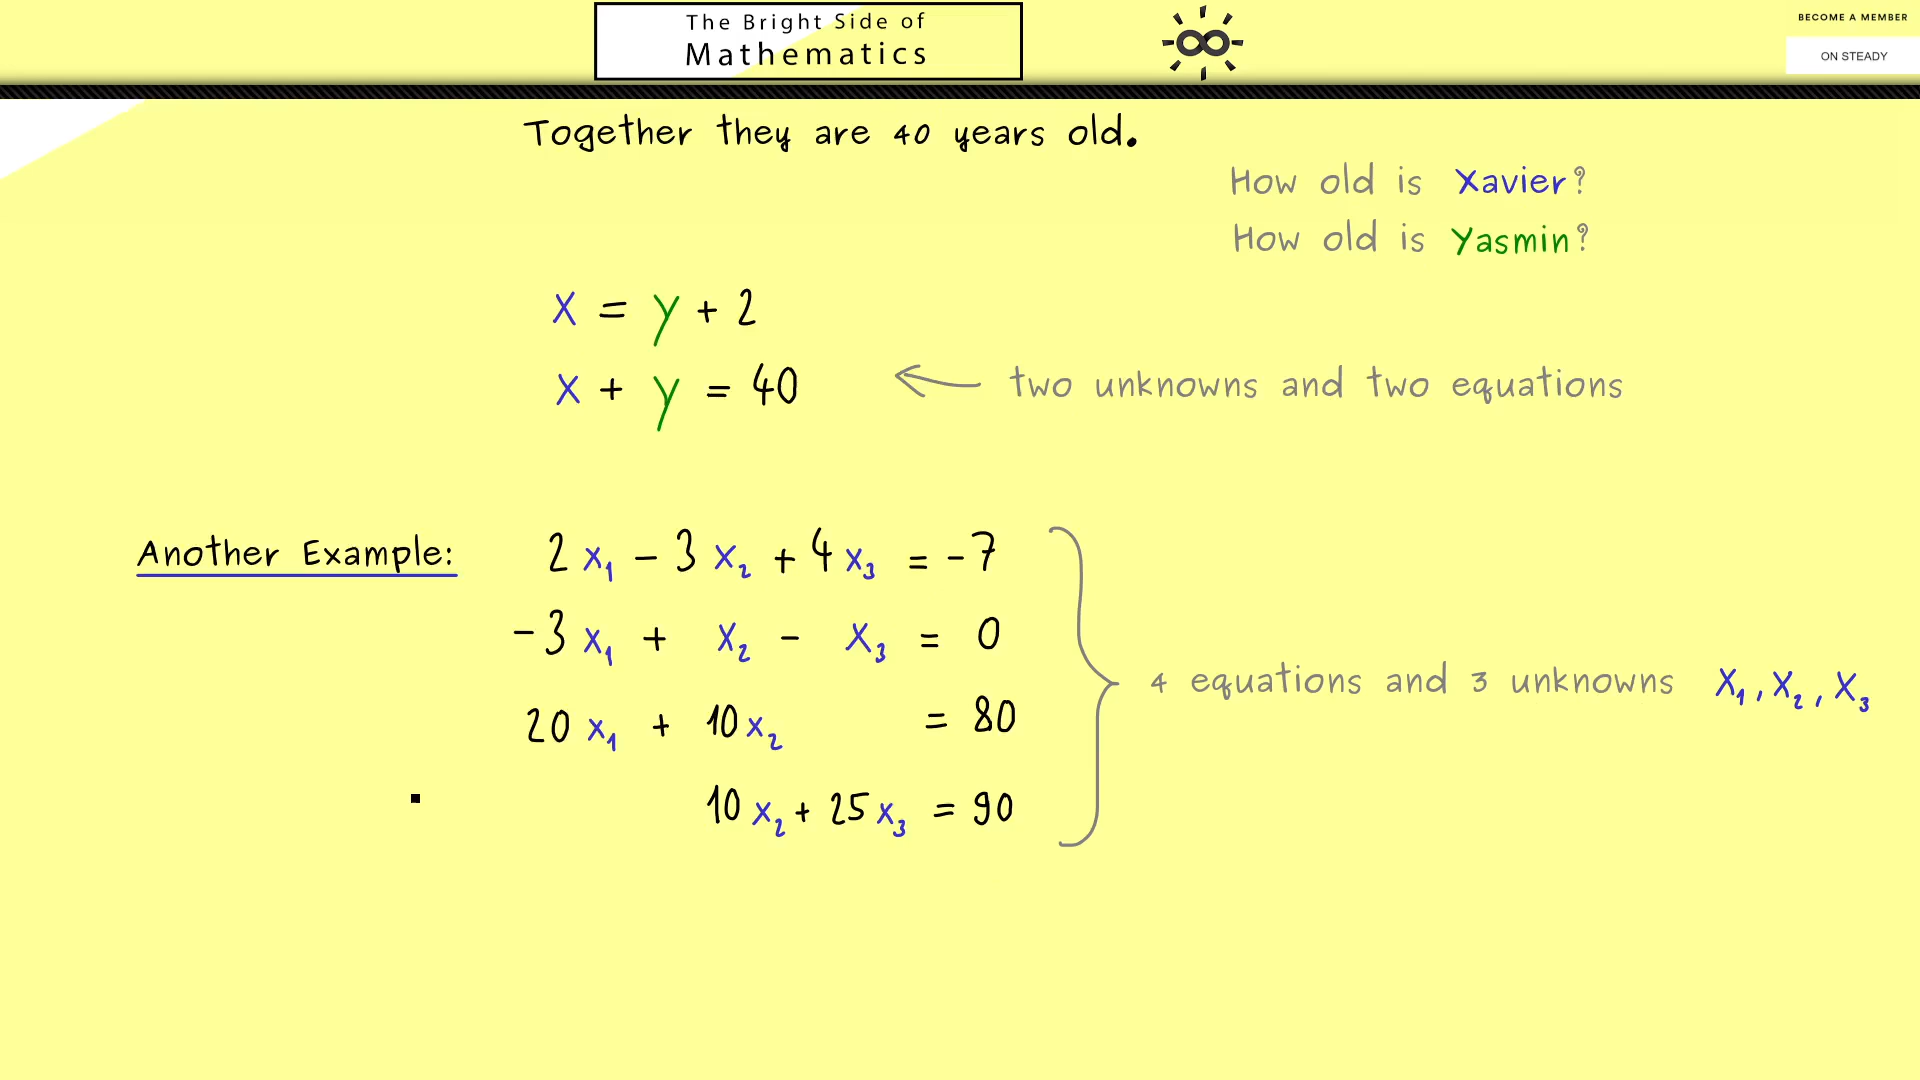 The Bright Side of
Mathematics
BECOME A MEMBER
ON STEADY
Together they are 40 years old.
How old is Xavier?
How old is Yasmin?
x = y + 2
x + y = 40 ← two unknowns and two equations
Another Example: 2 x₁ − 3 x₂ + 4 x₃ = −7
−3 x₁ + x₂ − x₃ = 0
4 equations and 3 unknowns x₁, x₂, x₃
20 x₁ + 10 x₂ = 80
10 x₂ + 25 x₃ = 90